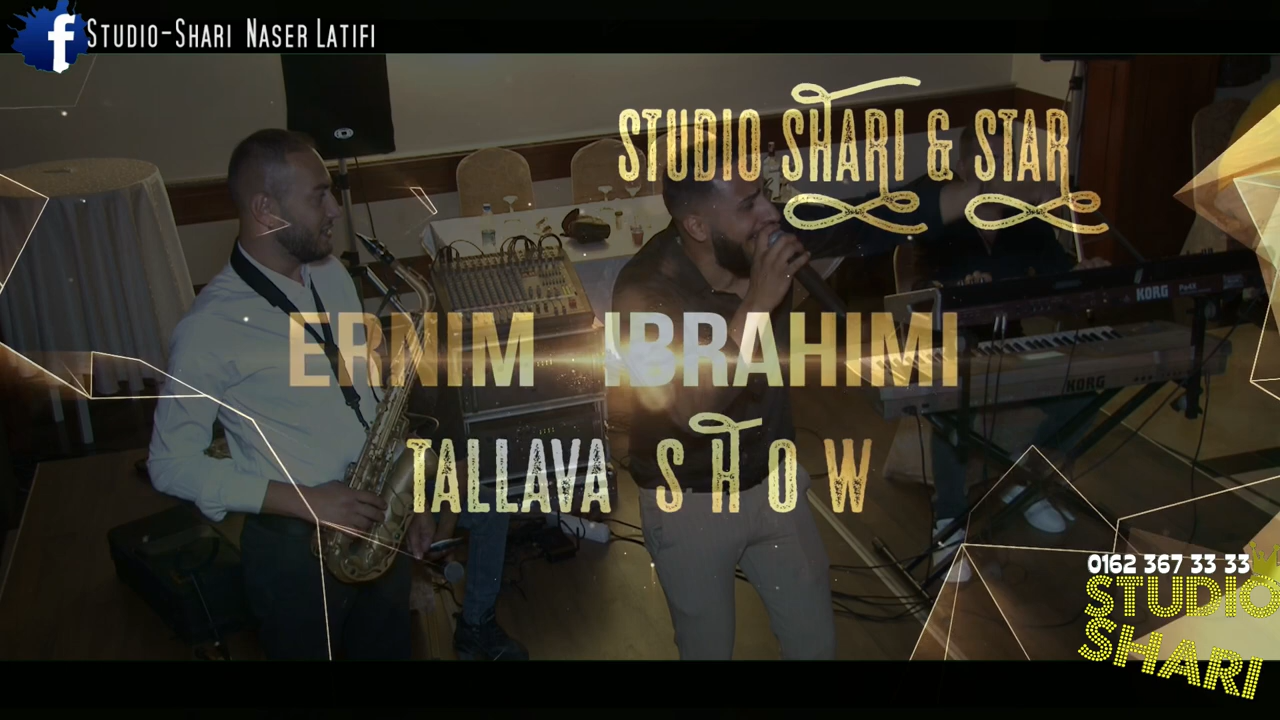 f STUDIO-SHARI NASER LATIFI
STUDIO SHARI & STAR
ERNIM IBRAHIMI
TALLAVA SHOW
KORG Pa4X
KORG
0162 367 33 33
STUDIO
SHARI